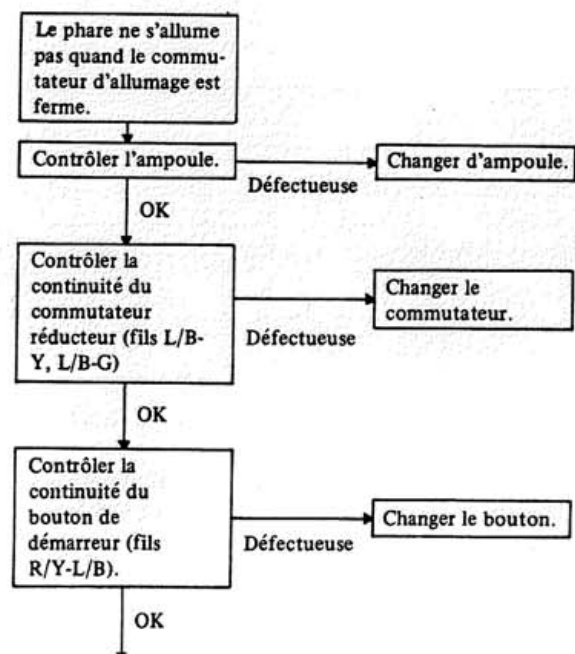 Le phare ne s'allume
pas quand le commu-
tateur d'allumage est
ferme.
Contrôler l'ampoule.
Défectueuse
Changer d'ampoule.
OK
Contrôler la
continuité du
commutateur
réducteur (fils L/B-
Y, L/B-G)
Défectueuse
Changer le
commutateur.
OK
Contrôler la
continuité du
bouton de
démarreur (fils
R/Y-L/B).
Défectueuse
Changer le bouton.
OK